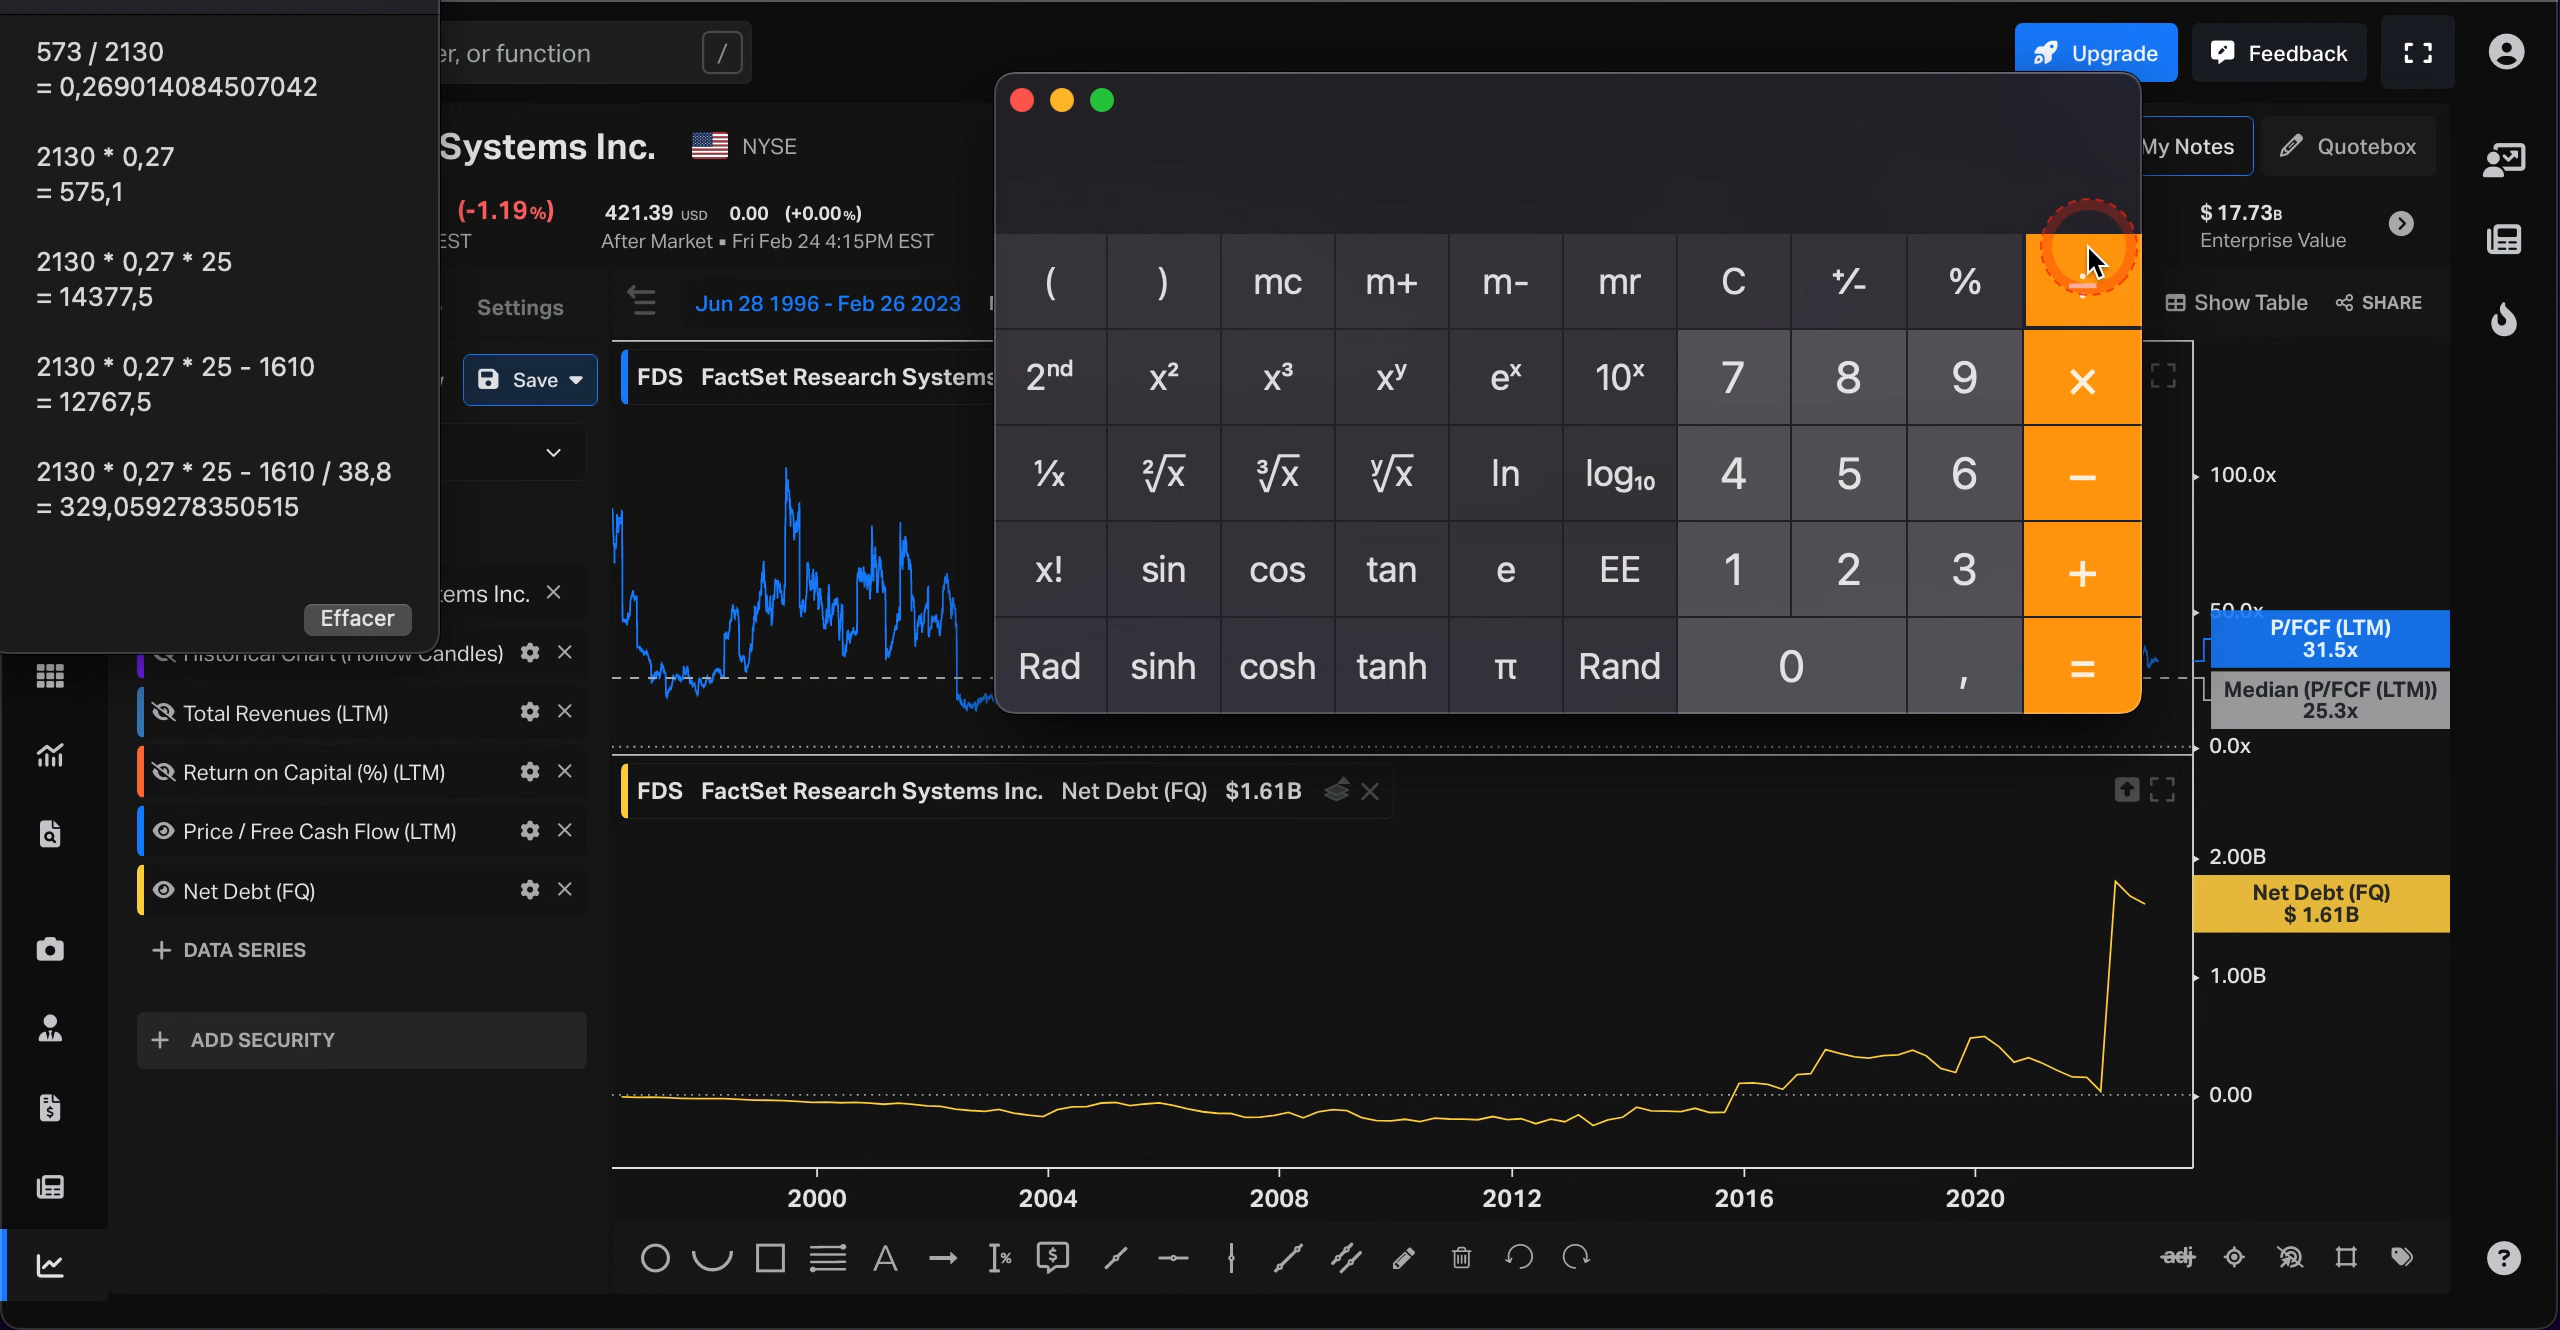 573 / 2130
= 0,269014084507042
2130 * 0,27
= 575,1
2130 * 0,27 * 25
= 14377,5
2130 * 0,27 * 25 - 1610
= 12767,5
2130 * 0,27 * 25 - 1610 / 38,8
= 329,059278350515
Effacer
or function
/
Upgrade
Feedback
Systems Inc.
NYSE
My Notes
Quotebox
(-1.19%)
421.39 USD 0.00 (+0.00%)
EST
After Market ▪ Fri Feb 24 4:15PM EST
$ 17.73B
Enterprise Value
Settings
Jun 28 1996 - Feb 26 2023
Show Table
SHARE
Save
FDS FactSet Research Systems
( ) mc m+ m- mr C +⁄- % ÷
2nd x² x³ xʸ eˣ 10ˣ 7 8 9 ×
¹⁄x ²√x ³√x ʸ√x ln log₁₀ 4 5 6 −
x! sin cos tan e EE 1 2 3 +
Rad sinh cosh tanh π Rand 0 , =
100.0x
50.0x
P/FCF (LTM)
31.5x
Median (P/FCF (LTM))
25.3x
0.0x
tems Inc.
Historical Chart (Hollow Candles)
Total Revenues (LTM)
Return on Capital (%) (LTM)
Price / Free Cash Flow (LTM)
Net Debt (FQ)
DATA SERIES
ADD SECURITY
FDS FactSet Research Systems Inc. Net Debt (FQ) $1.61B
2.00B
Net Debt (FQ)
$ 1.61B
1.00B
0.00
2000 2004 2008 2012 2016 2020
A
%
$
adj
?